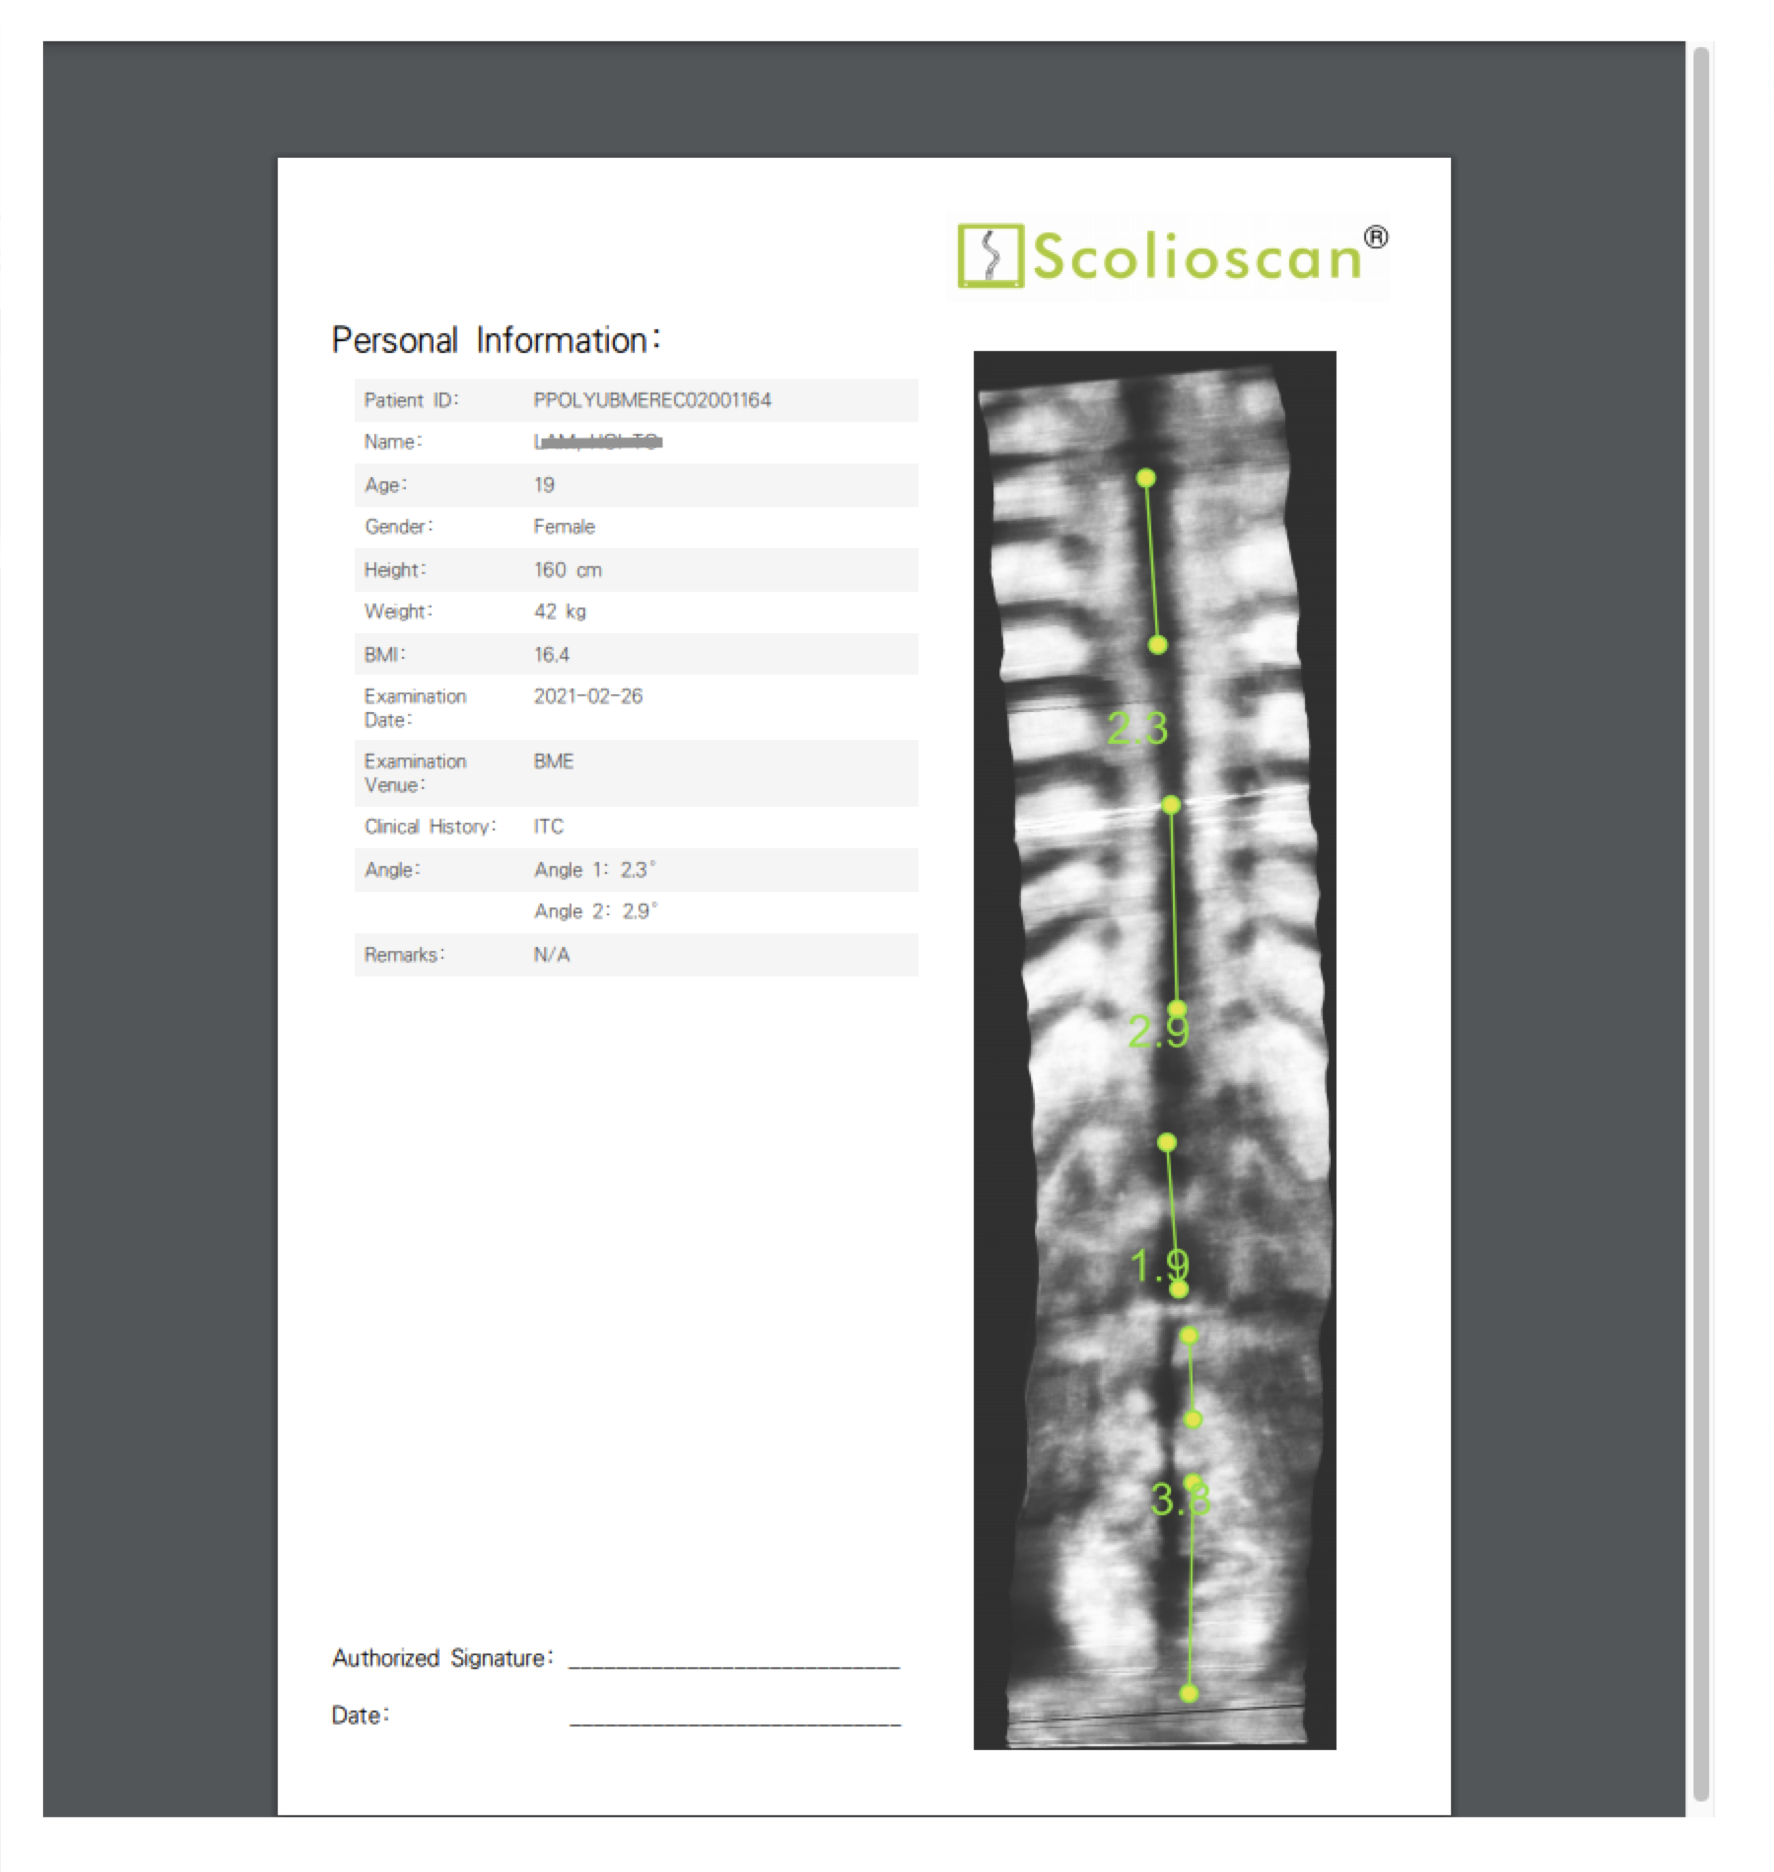 Scolioscan®
Personal Information:
Patient ID: PPOLYUBMEREC02001164
Name:
Age: 19
Gender: Female
Height: 160 cm
Weight: 42 kg
BMI: 16.4
Examination Date: 2021-02-26
Examination Venue: BME
Clinical History: ITC
Angle: Angle 1: 2.3°
Angle 2: 2.9°
Remarks: N/A
2.3
2.9
1.9
3.8
Authorized Signature:
Date: